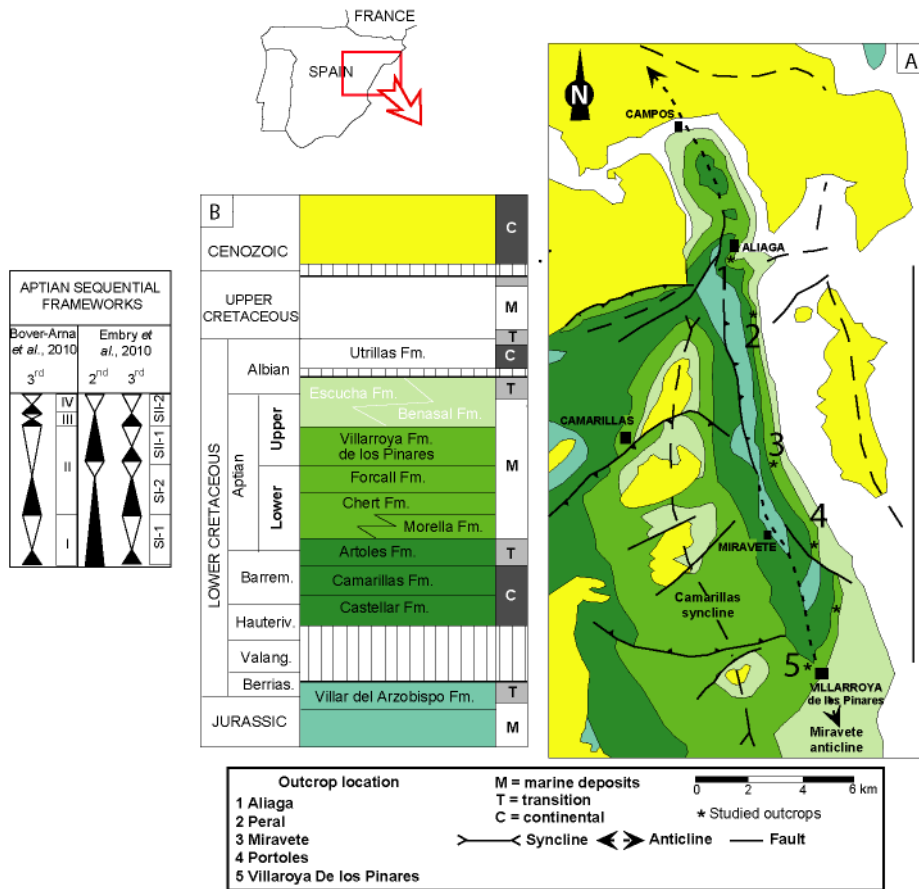 FRANCE
SPAIN
A
N
CAMPOS
ALIAGA
1
2
CAMARILLAS
3
4
MIRAVETE
Camarillas
syncline
5
VILLARROYA
de los Pinares
Miravete
anticline
B
CENOZOIC
C
UPPER
CRETACEOUS
M
T
LOWER CRETACEOUS
Albian
Utrillas Fm.
C
Escucha Fm.
T
Benasal Fm.
Aptian
Upper
Villarroya Fm.
de los Pinares
M
Lower
Forcall Fm.
Chert Fm.
Morella Fm.
Artoles Fm.
T
Barrem.
Camarillas Fm.
C
Castellar Fm.
Hauteriv.
Valang.
Berrias.
Villar del Arzobispo Fm.
T
JURASSIC
M
APTIAN SEQUENTIAL
FRAMEWORKS
Bover-Arna
et al., 2010
Embry et
al., 2010
3rd
2nd
3rd
IV
III
II
I
SII-2
SII-1
SI-2
SI-1
Outcrop location
1 Aliaga
2 Peral
3 Miravete
4 Portoles
5 Villaroya De los Pinares
M = marine deposits
T = transition
C = continental
0 2 4 6 km
* Studied outcrops
Syncline
Anticline
Fault